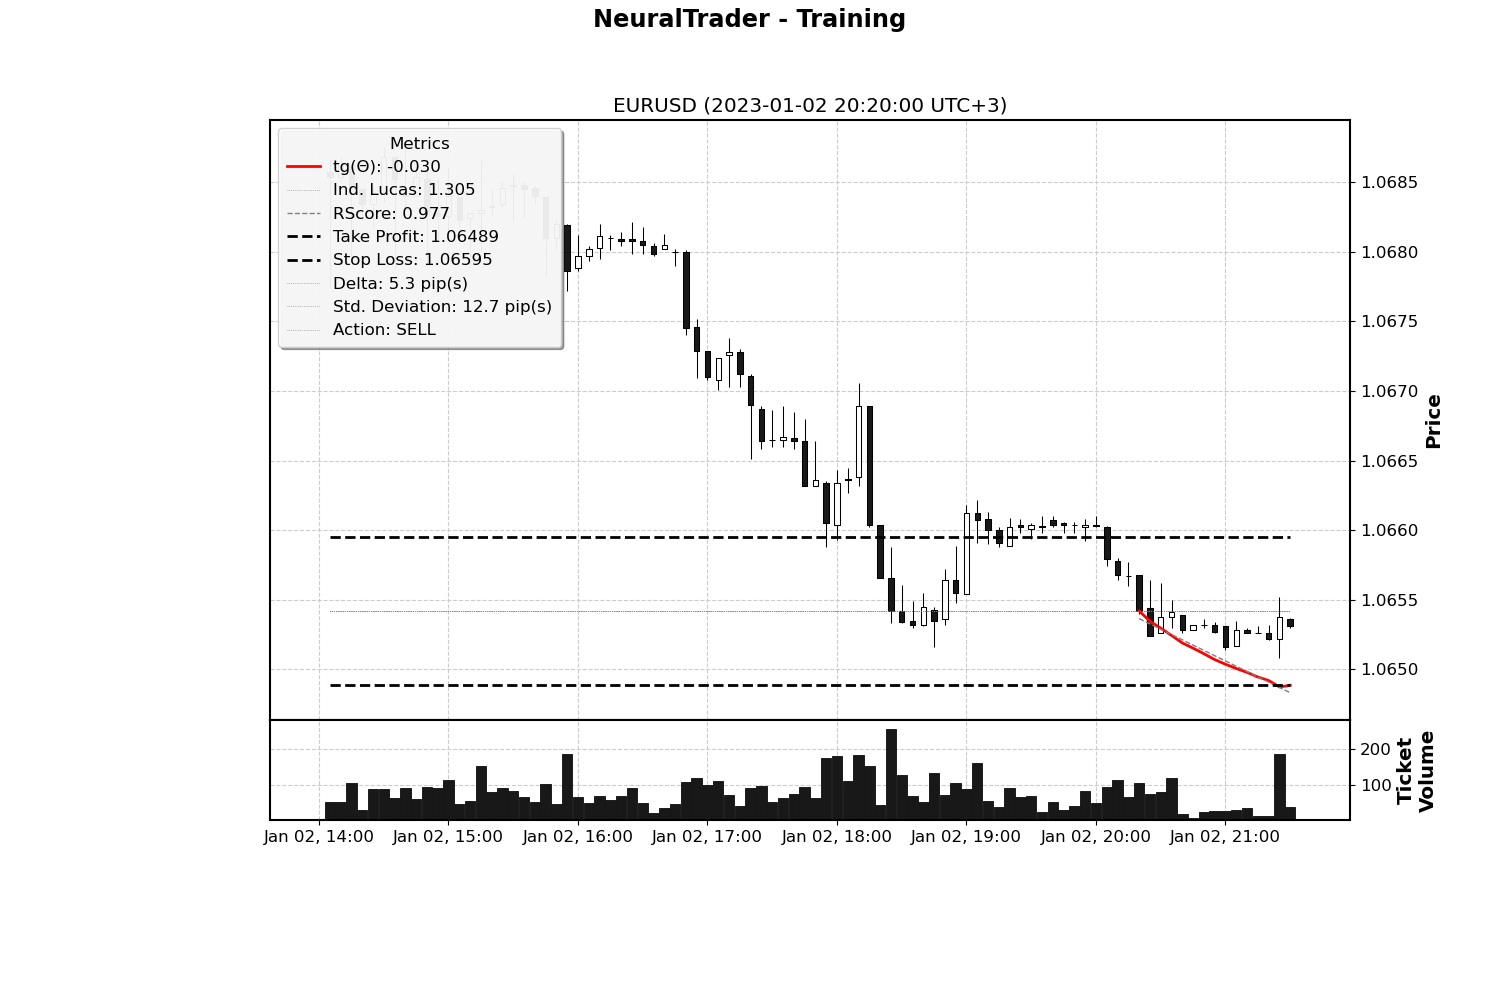 NeuralTrader - Training
EURUSD (2023-01-02 20:20:00 UTC+3)
Metrics
tg(Θ): -0.030
Ind. Lucas: 1.305
RScore: 0.977
Take Profit: 1.06489
Stop Loss: 1.06595
Delta: 5.3 pip(s)
Std. Deviation: 12.7 pip(s)
Action: SELL
1.0685
1.0680
1.0675
1.0670
1.0665
1.0660
1.0655
1.0650
Price
200
100
Ticket
Volume
Jan 02, 14:00 Jan 02, 15:00 Jan 02, 16:00 Jan 02, 17:00 Jan 02, 18:00 Jan 02, 19:00 Jan 02, 20:00 Jan 02, 21:00